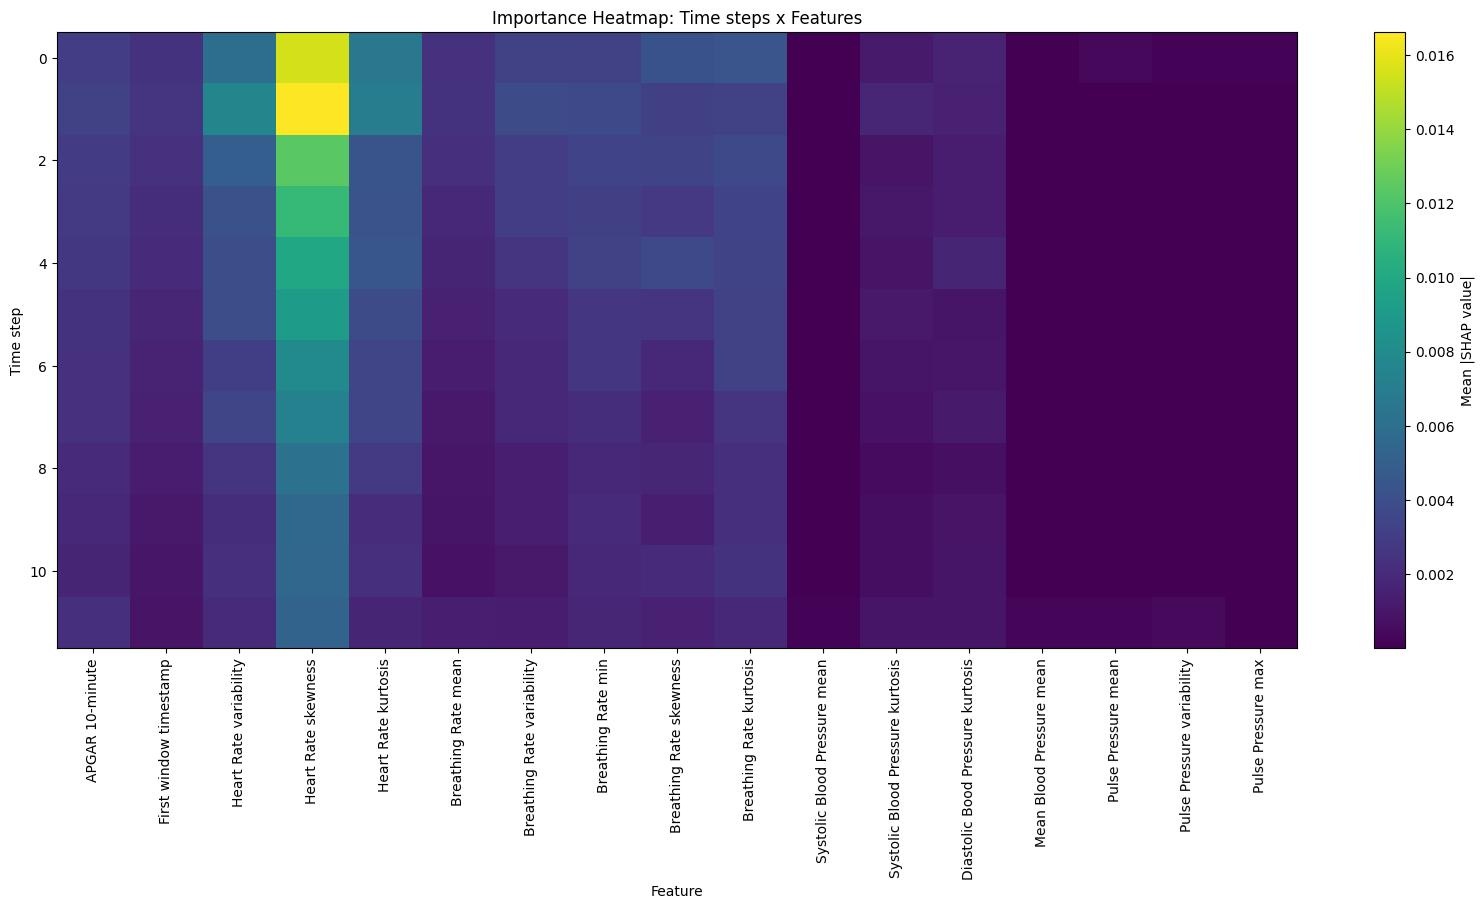 Importance Heatmap: Time steps x Features
0
2
4
6
8
10
Time step
APGAR 10-minute
First window timestamp
Heart Rate variability
Heart Rate skewness
Heart Rate kurtosis
Breathing Rate mean
Breathing Rate variability
Breathing Rate min
Breathing Rate skewness
Breathing Rate kurtosis
Systolic Blood Pressure mean
Systolic Blood Pressure kurtosis
Diastolic Bood Pressure kurtosis
Mean Blood Pressure mean
Pulse Pressure mean
Pulse Pressure variability
Pulse Pressure max
Feature
0.016
0.014
0.012
0.010
0.008
0.006
0.004
0.002
Mean |SHAP value|